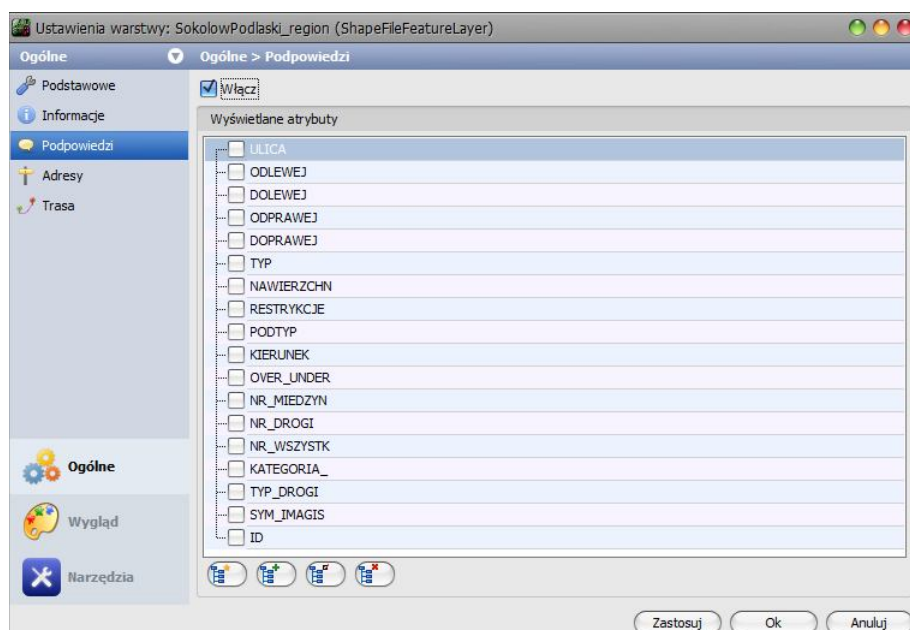 Ustawienia warstwy: SokolowPodlaski_region (ShapeFileFeatureLayer)
Ogólne
Ogólne > Podpowiedzi
Podstawowe
Informacje
Podpowiedzi
Adresy
Trasa
Ogólne
Wygląd
Narzędzia
Włącz
Wyświetlane atrybuty
ULICA
ODLEWEJ
DOLEWEJ
ODPRAWEJ
DOPRAWEJ
TYP
NAWIERZCHN
RESTRYKCJE
PODTYP
KIERUNEK
OVER_UNDER
NR_MIEDZYN
NR_DROGI
NR_WSZYSTK
KATEGORIA_
TYP_DROGI
SYM_IMAGIS
ID
Zastosuj
Ok
Anuluj